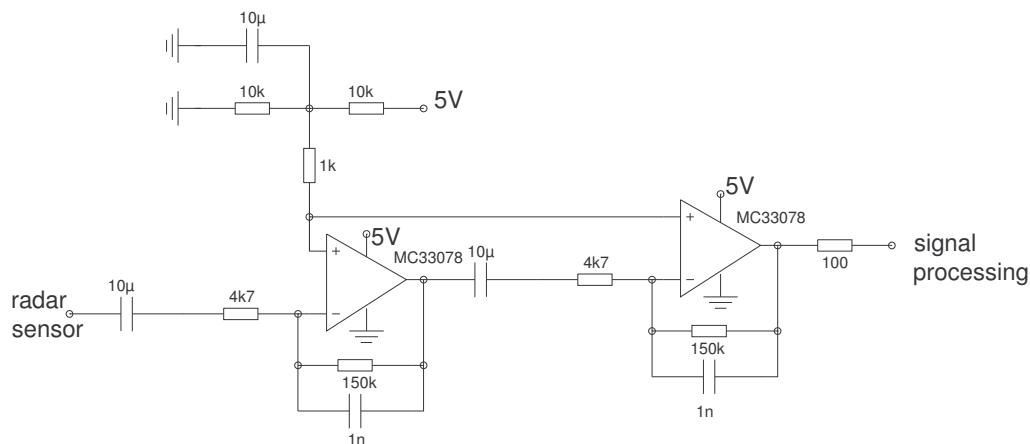 10µ
10k
10k
5V
1k
5V
MC33078
5V
MC33078
10µ
4k7
100
signal
processing
radar
sensor
10µ
4k7
150k
1n
150k
1n